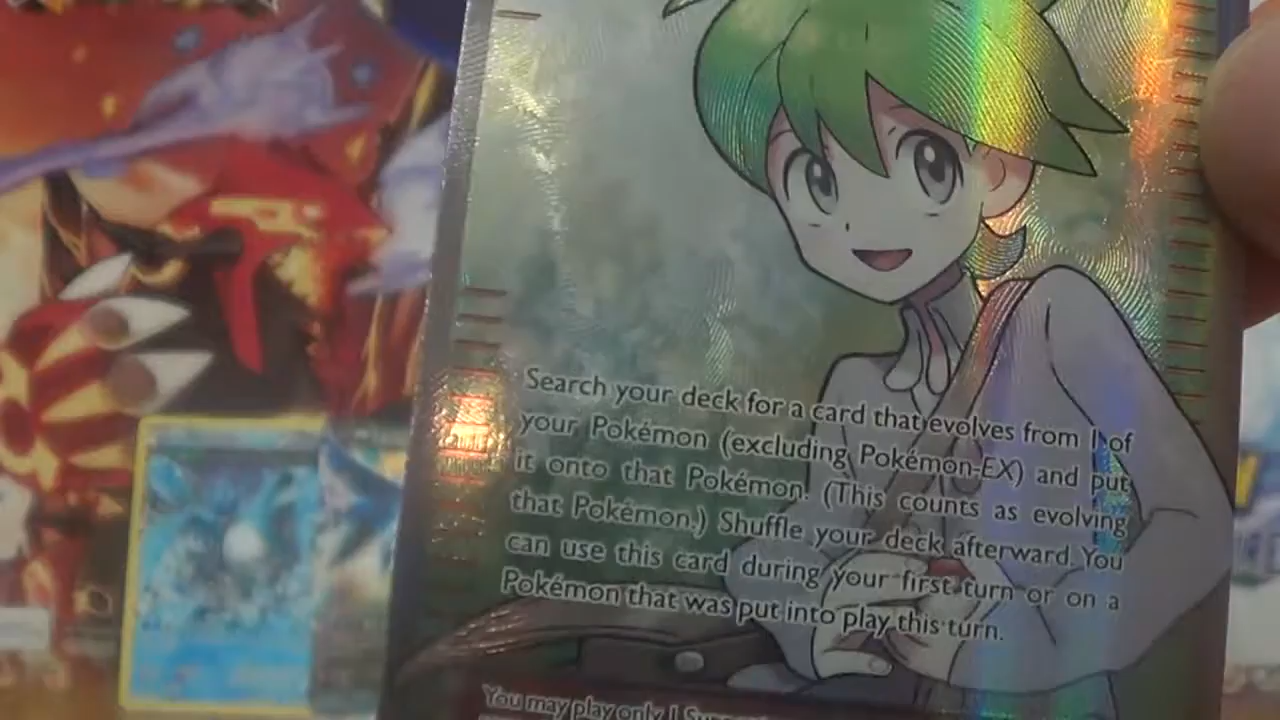 Search your deck for a card that evolves from 1 of
your Pokémon (excluding Pokémon-EX) and put
it onto that Pokémon. (This counts as evolving
that Pokémon.) Shuffle your deck afterward. You
can use this card during your first turn or on a
Pokémon that was put into play this turn.
You may play only 1